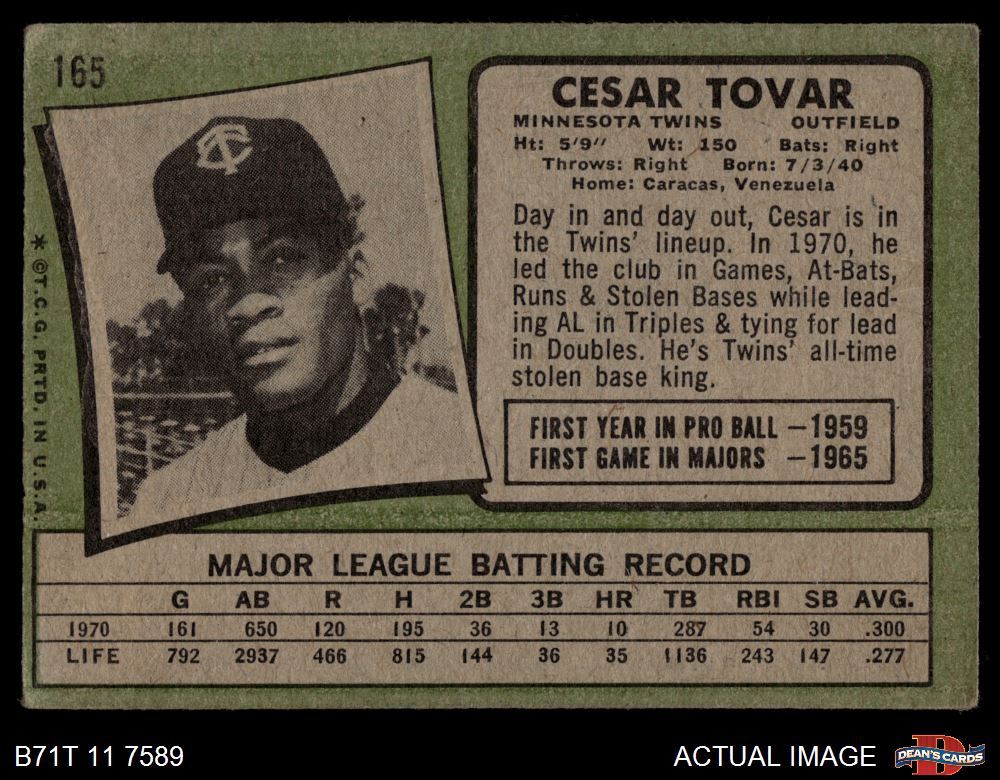 165
TC
* ©T.C.G. PRTD. IN U.S.A.
CESAR TOVAR
MINNESOTA TWINS OUTFIELD
Ht: 5'9" Wt: 150 Bats: Right
Throws: Right Born: 7/3/40
Home: Caracas, Venezuela
Day in and day out, Cesar is in
the Twins' lineup. In 1970, he
led the club in Games, At-Bats,
Runs & Stolen Bases while lead-
ing AL in Triples & tying for lead
in Doubles. He's Twins' all-time
stolen base king.
FIRST YEAR IN PRO BALL —1959
FIRST GAME IN MAJORS —1965
MAJOR LEAGUE BATTING RECORD
G AB R H 2B 3B HR TB RBI SB AVG.
1970 161 650 120 195 36 13 10 287 54 30 .300
LIFE 792 2937 466 815 144 36 35 1136 243 147 .277
B71T 11 7589 ACTUAL IMAGE
D
DEAN'S CARDS